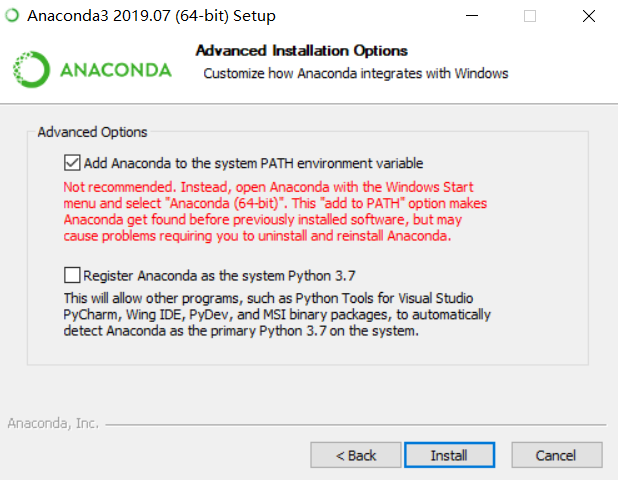 Anaconda3 2019.07 (64-bit) Setup
Advanced Installation Options
Customize how Anaconda integrates with Windows
ANACONDA
Advanced Options
Add Anaconda to the system PATH environment variable
Not recommended. Instead, open Anaconda with the Windows Start
menu and select "Anaconda (64-bit)". This "add to PATH" option makes
Anaconda get found before previously installed software, but may
cause problems requiring you to uninstall and reinstall Anaconda.
Register Anaconda as the system Python 3.7
This will allow other programs, such as Python Tools for Visual Studio
PyCharm, Wing IDE, PyDev, and MSI binary packages, to automatically
detect Anaconda as the primary Python 3.7 on the system.
Anaconda, Inc.
< Back
Install
Cancel